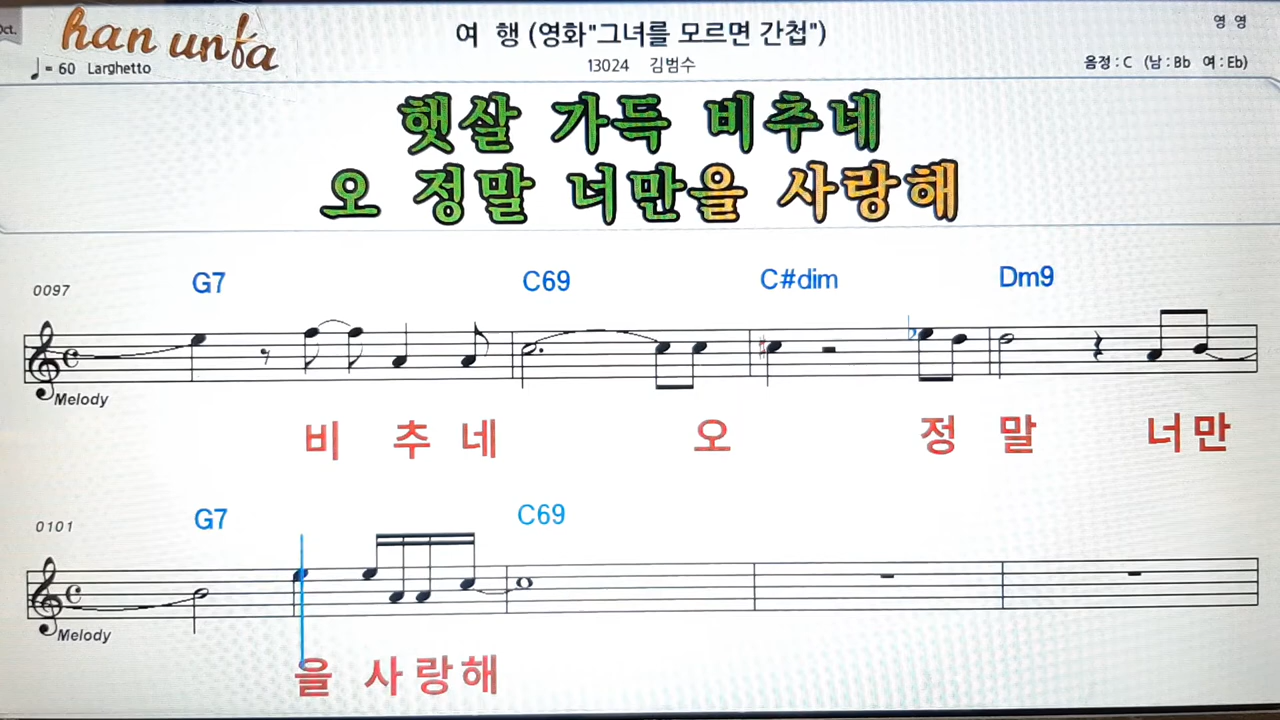 Oct.
han unfa
여 행 (영화"그녀를 모르면 간첩")
영 영
♩= 60 Larghetto
13024 김범수
음정 : C (남 : Bb 여 : Eb)
햇살 가득 비추네
오 정말 너만을 사랑해
0097 G7 C69 C#dim Dm9
Melody
비 추 네 오 정 말 너 만
0101 G7 C69
Melody
을 사 랑 해